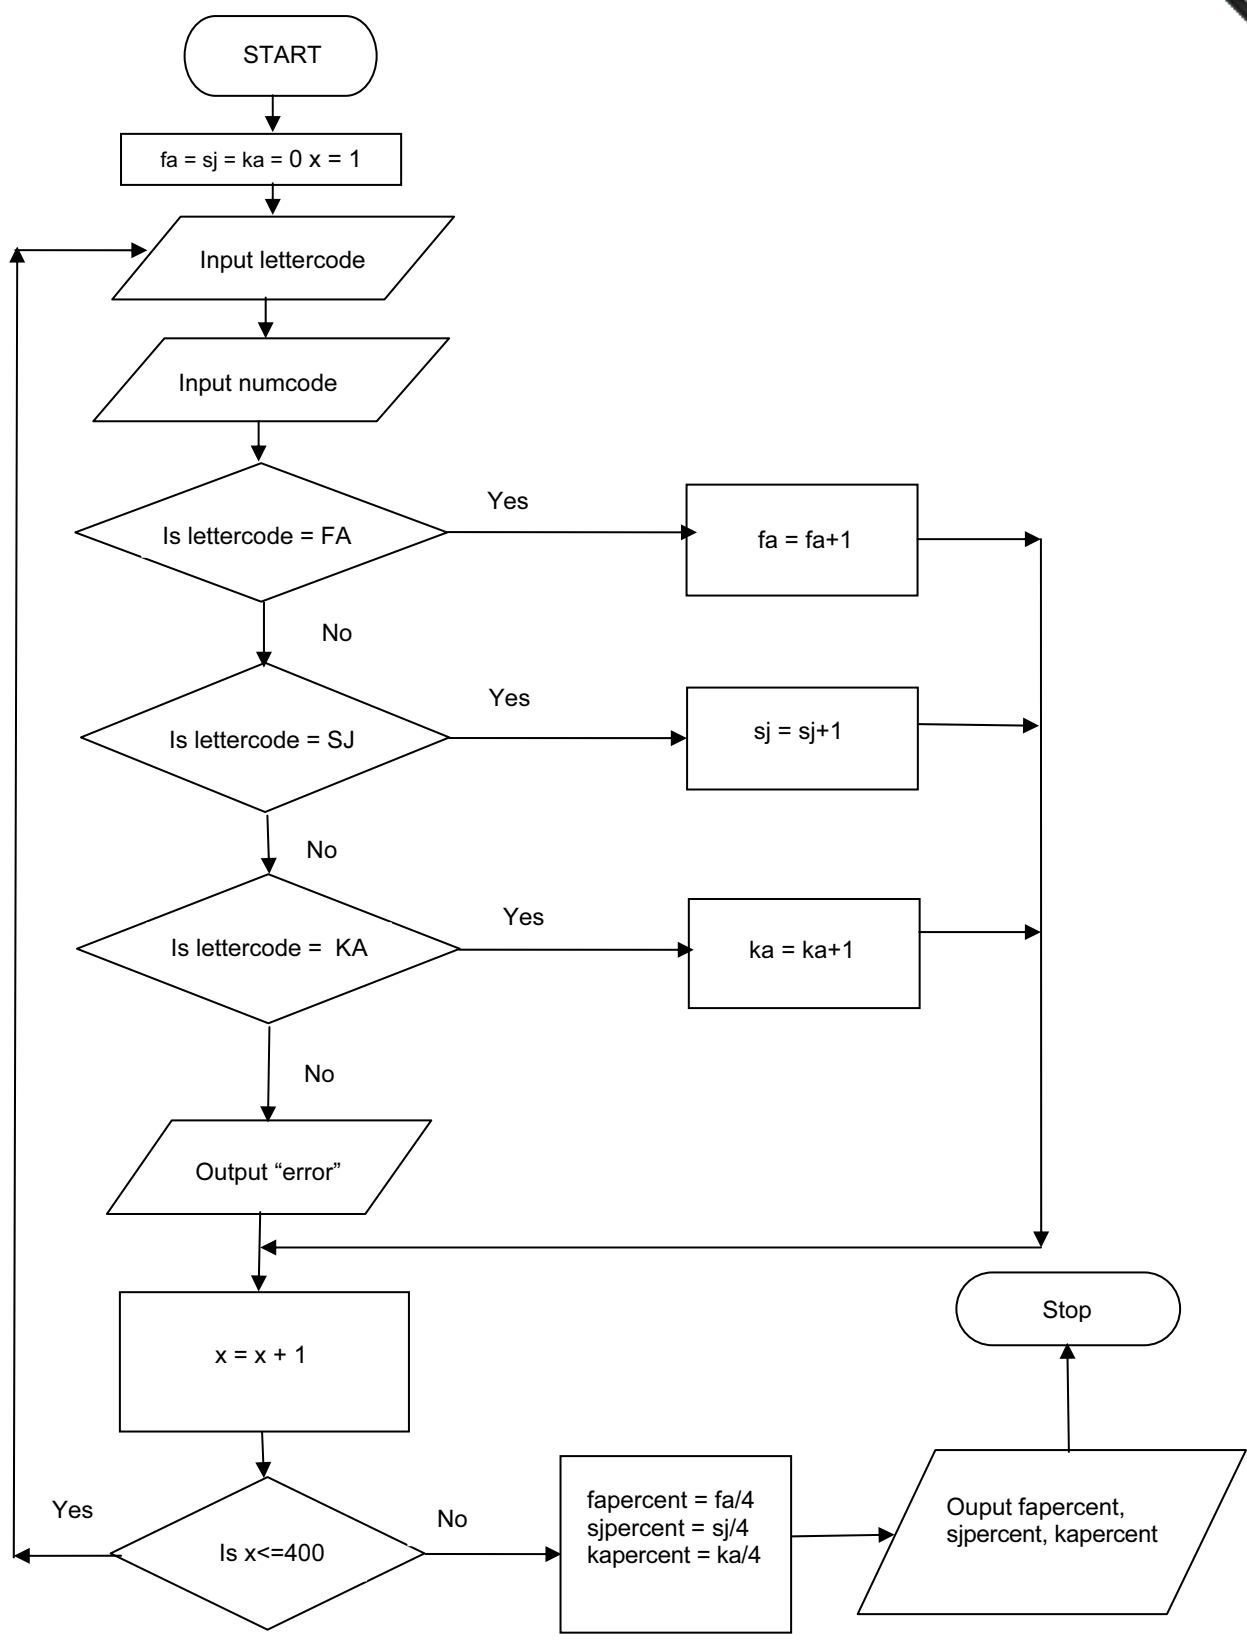 START
fa = sj = ka = 0 x = 1
Input lettercode
Input numcode
Is lettercode = FA
Yes
fa = fa+1
No
Is lettercode = SJ
Yes
sj = sj+1
No
Is lettercode = KA
Yes
ka = ka+1
No
Output “error”
x = x + 1
Is x<=400
Yes
No
fapercent = fa/4
sjpercent = sj/4
kapercent = ka/4
Ouput fapercent,
sjpercent, kapercent
Stop